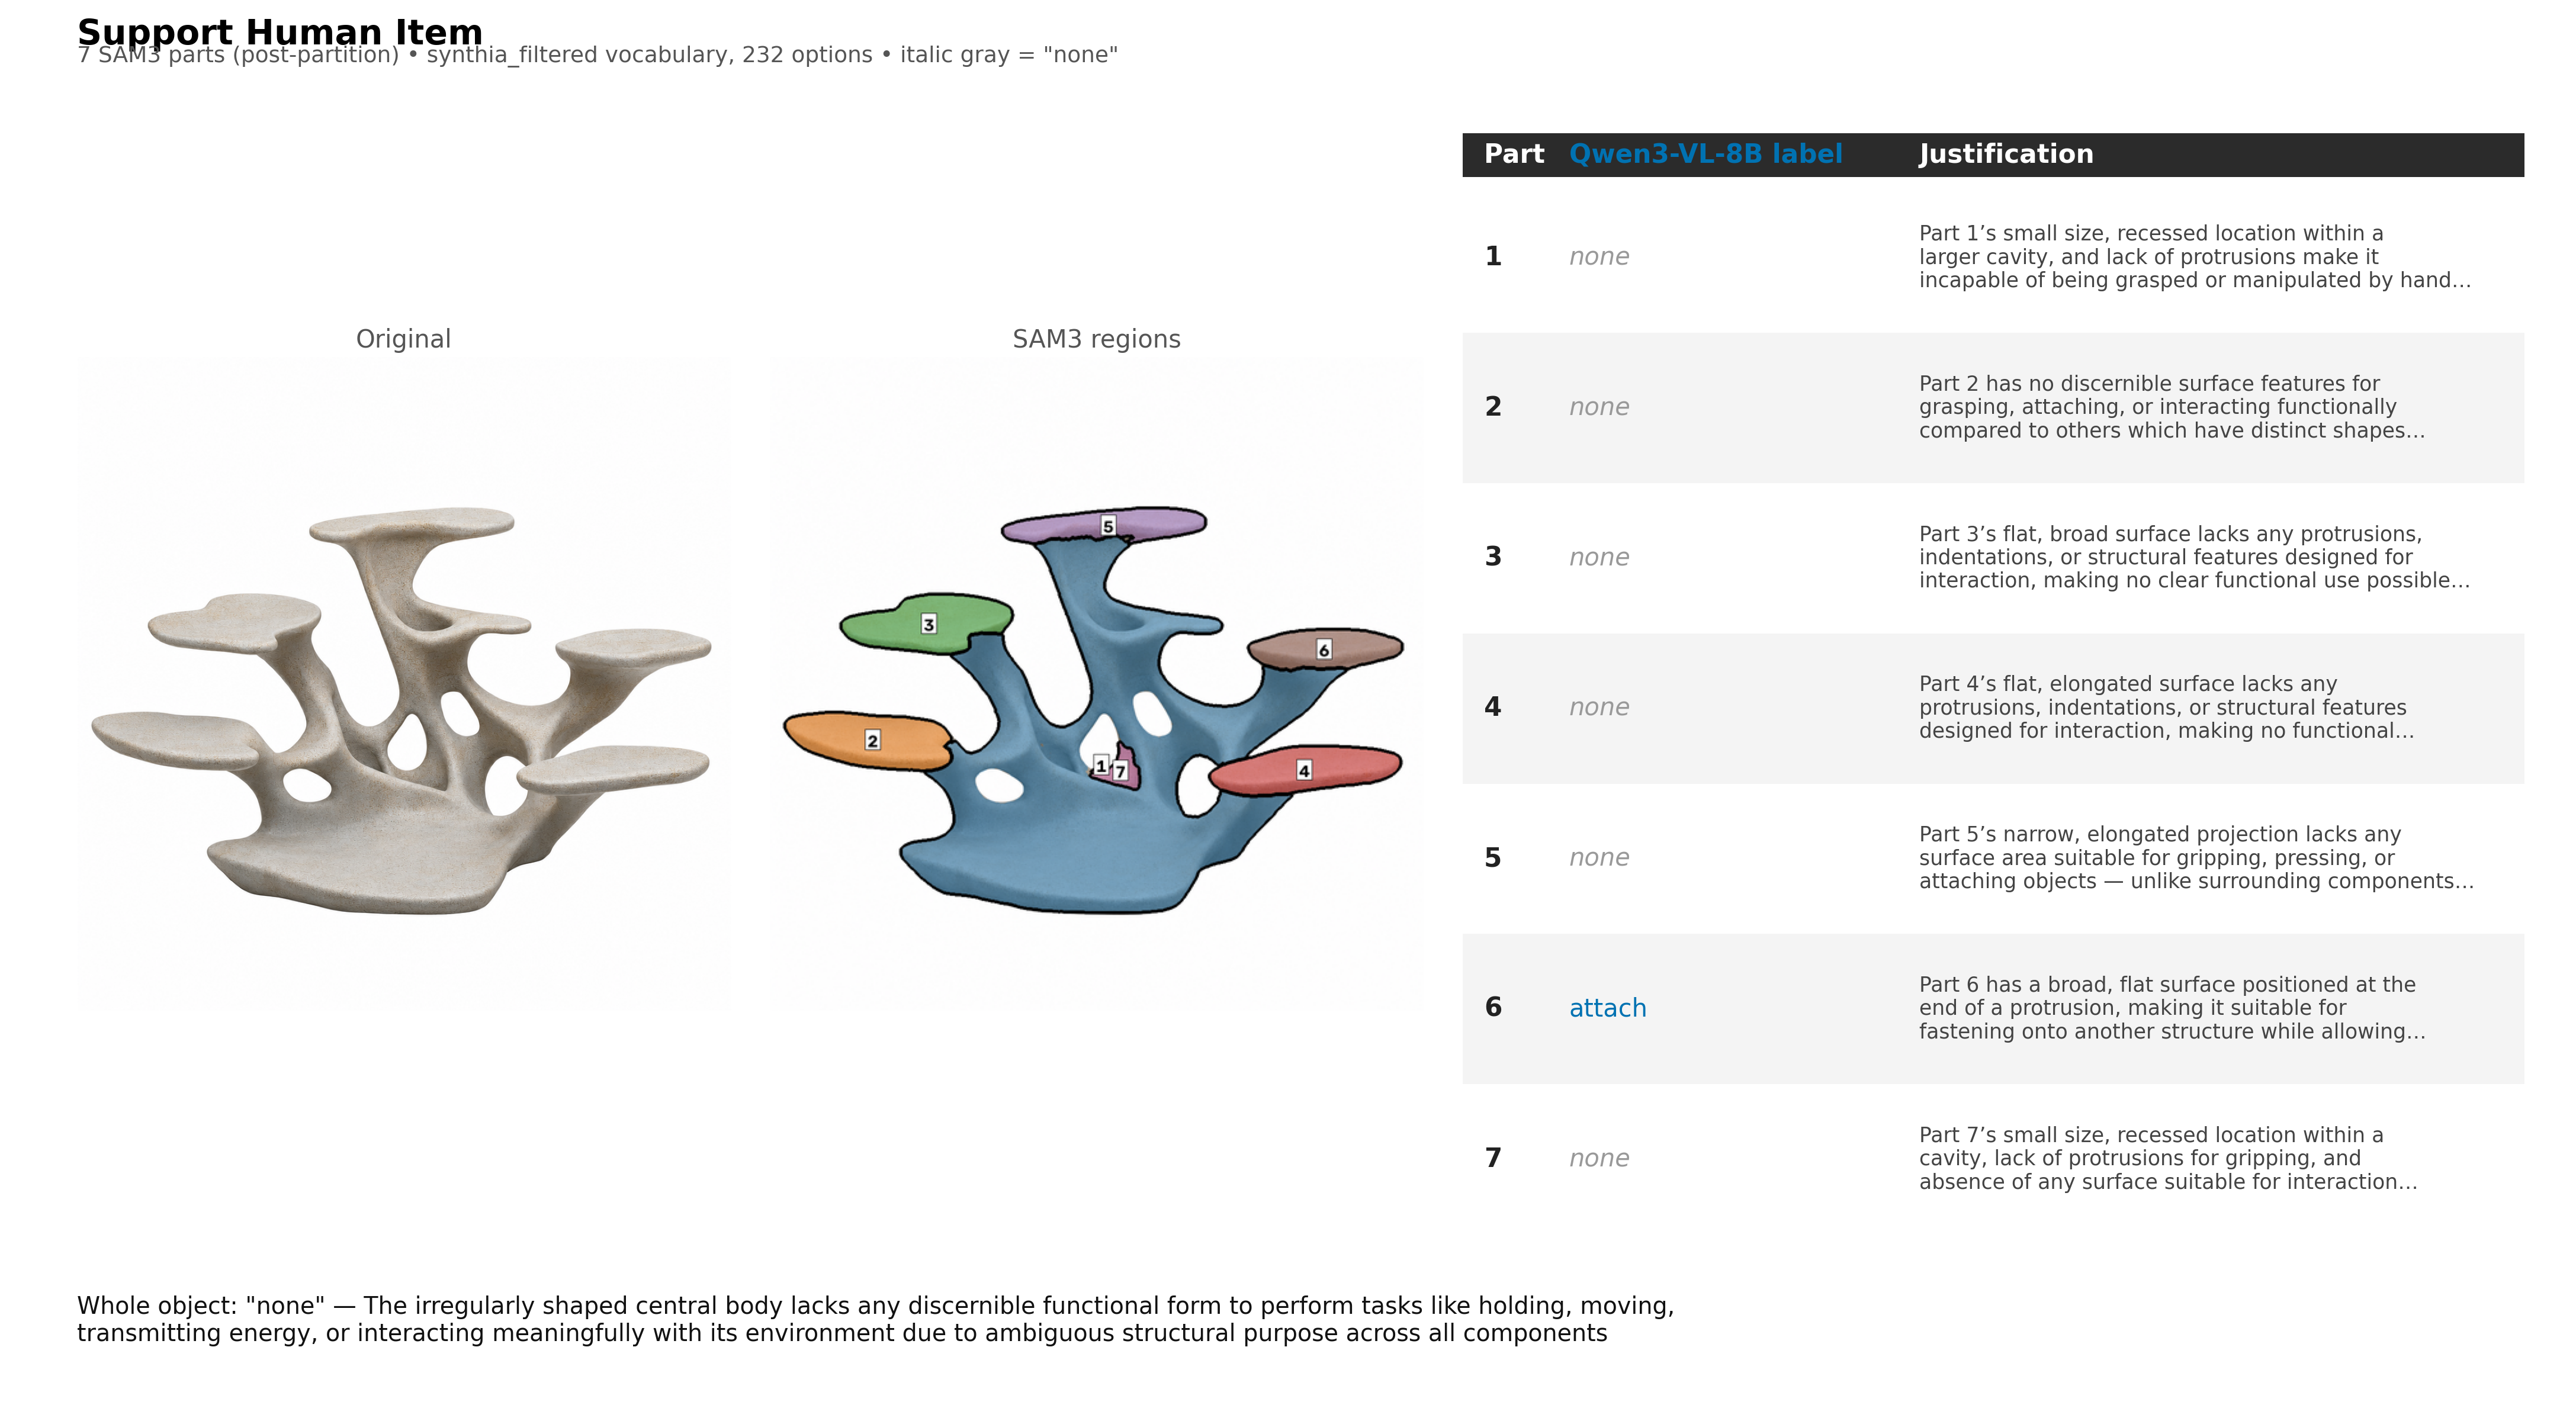 Support Human Item
7 SAM3 parts (post-partition) • synthia_filtered vocabulary, 232 options • italic gray = "none"
Original
SAM3 regions
5
3
6
2
1
7
4
Part Qwen3-VL-8B label Justification
1 none Part 1’s small size, recessed location within a
larger cavity, and lack of protrusions make it
incapable of being grasped or manipulated by hand...
2 none Part 2 has no discernible surface features for
grasping, attaching, or interacting functionally
compared to others which have distinct shapes...
3 none Part 3’s flat, broad surface lacks any protrusions,
indentations, or structural features designed for
interaction, making no clear functional use possible...
4 none Part 4’s flat, elongated surface lacks any
protrusions, indentations, or structural features
designed for interaction, making no functional...
5 none Part 5’s narrow, elongated projection lacks any
surface area suitable for gripping, pressing, or
attaching objects — unlike surrounding components...
6 attach Part 6 has a broad, flat surface positioned at the
end of a protrusion, making it suitable for
fastening onto another structure while allowing...
7 none Part 7’s small size, recessed location within a
cavity, lack of protrusions for gripping, and
absence of any surface suitable for interaction...
Whole object: "none" — The irregularly shaped central body lacks any discernible functional form to perform tasks like holding, moving,
transmitting energy, or interacting meaningfully with its environment due to ambiguous structural purpose across all components